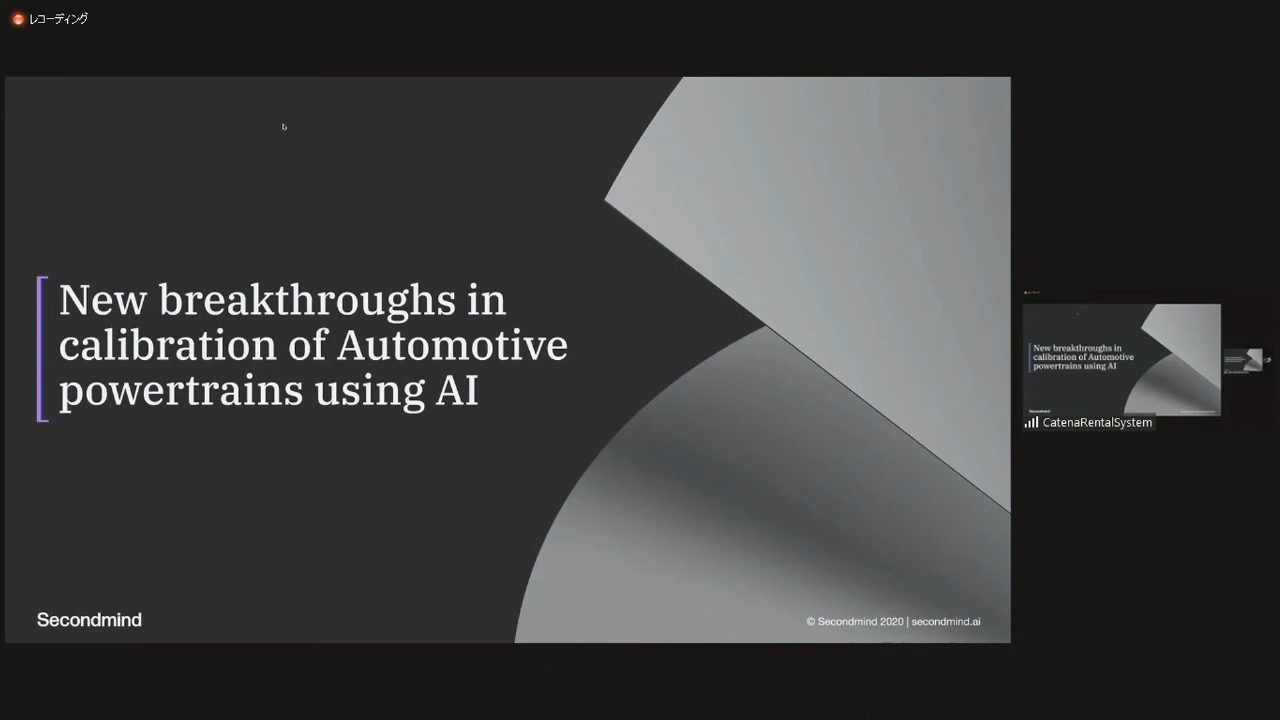 レコーディング
New breakthroughs in
calibration of Automotive
powertrains using AI
Secondmind
© Secondmind 2020 | secondmind.ai
New breakthroughs in
calibration of Automotive
powertrains using AI
Secondmind
CatenaRentalSystem